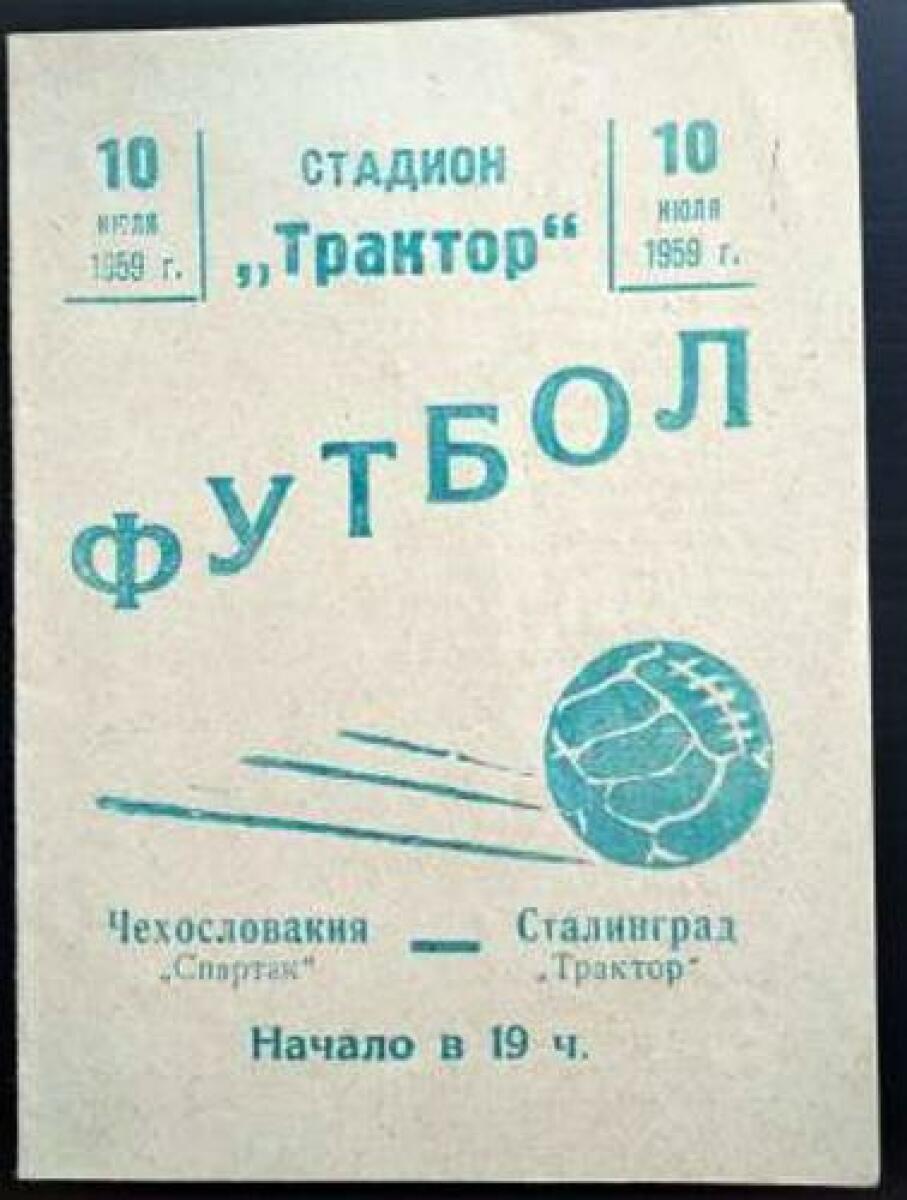 10
июля
1959 г.
СТАДИОН
„Трактор“
10
июля
1959 г.
ФУТБОЛ
Чехословакия
„Спартак“
—
Сталинград
„Трактор“
Начало в 19 ч.